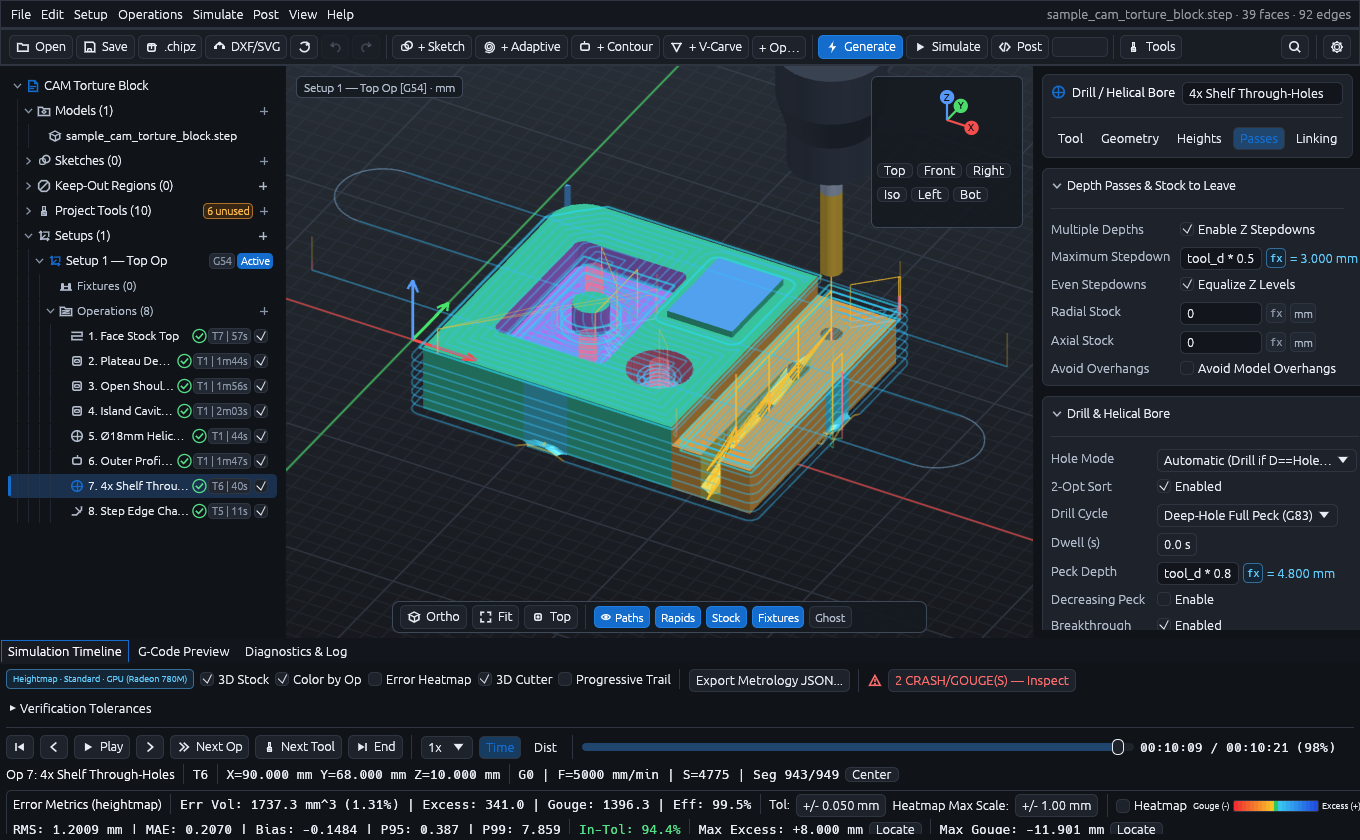 File Edit Setup Operations Simulate Post View Help sample_cam_torture_block.step · 39 faces · 92 edges
Open Save .chipz DXF/SVG + Sketch + Adaptive + Contour + V-Carve + Op… Generate Simulate Post Tools
CAM Torture Block
Models (1) +
sample_cam_torture_block.step
Sketches (0) +
Keep-Out Regions (0) +
Project Tools (10) 6 unused +
Setups (1) +
Setup 1 — Top Op G54 Active
Fixtures (0)
Operations (8) +
1. Face Stock Top T7 | 57s
2. Plateau De… T1 | 1m44s
3. Open Shoul… T1 | 1m56s
4. Island Cavit… T1 | 2m03s
5. Ø18mm Helic… T1 | 44s
6. Outer Profi… T1 | 1m47s
7. 4x Shelf Throu… T6 | 40s
8. Step Edge Cha… T5 | 11s
Setup 1 — Top Op [G54] · mm
Z
Y
X
Top Front Right
Iso Left Bot
Ortho Fit Top Paths Rapids Stock Fixtures Ghost
Drill / Helical Bore 4x Shelf Through-Holes
Tool Geometry Heights Passes Linking
Depth Passes & Stock to Leave
Multiple Depths Enable Z Stepdowns
Maximum Stepdown tool_d * 0.5 fx = 3.000 mm
Even Stepdowns Equalize Z Levels
Radial Stock 0 fx mm
Axial Stock 0 fx mm
Avoid Overhangs Avoid Model Overhangs
Drill & Helical Bore
Hole Mode Automatic (Drill if D==Hole…
2-Opt Sort Enabled
Drill Cycle Deep-Hole Full Peck (G83)
Dwell (s) 0.0 s
Peck Depth tool_d * 0.8 fx = 4.800 mm
Decreasing Peck Enable
Breakthrough Enabled
Simulation Timeline G-Code Preview Diagnostics & Log
Heightmap · Standard · GPU (Radeon 780M) 3D Stock Color by Op Error Heatmap 3D Cutter Progressive Trail Export Metrology JSON… 2 CRASH/GOUGE(S) — Inspect
Verification Tolerances
Play Next Op Next Tool End 1x Time Dist 00:10:09 / 00:10:21 (98%)
Op 7: 4x Shelf Through-Holes T6 X=90.000 mm Y=68.000 mm Z=10.000 mm G0 | F=5000 mm/min | S=4775 | Seg 943/949 Center
Error Metrics (heightmap) Err Vol: 1737.3 mm^3 (1.31%) | Excess: 341.0 | Gouge: 1396.3 | Eff: 99.5% Tol: +/- 0.050 mm Heatmap Max Scale: +/- 1.00 mm Heatmap Gouge (-) Excess (+)
RMS: 1.2009 mm | MAE: 0.2070 | Bias: -0.1484 | P95: 0.387 | P99: 7.859 In-Tol: 94.4% Max Excess: +8.000 mm Locate Max Gouge: -11.901 mm Locate